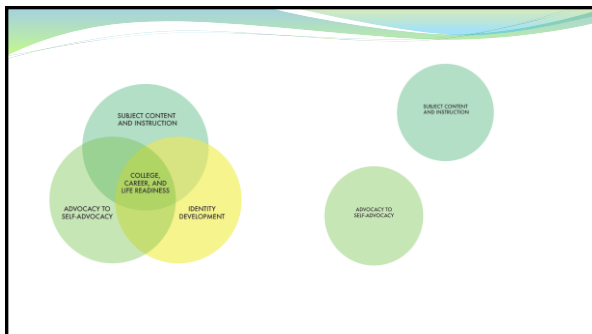 SUBJECT CONTENT
AND INSTRUCTION
COLLEGE,
CAREER, AND
LIFE READINESS
ADVOCACY TO
SELF-ADVOCACY
IDENTITY
DEVELOPMENT
SUBJECT CONTENT
AND INSTRUCTION
ADVOCACY TO
SELF-ADVOCACY